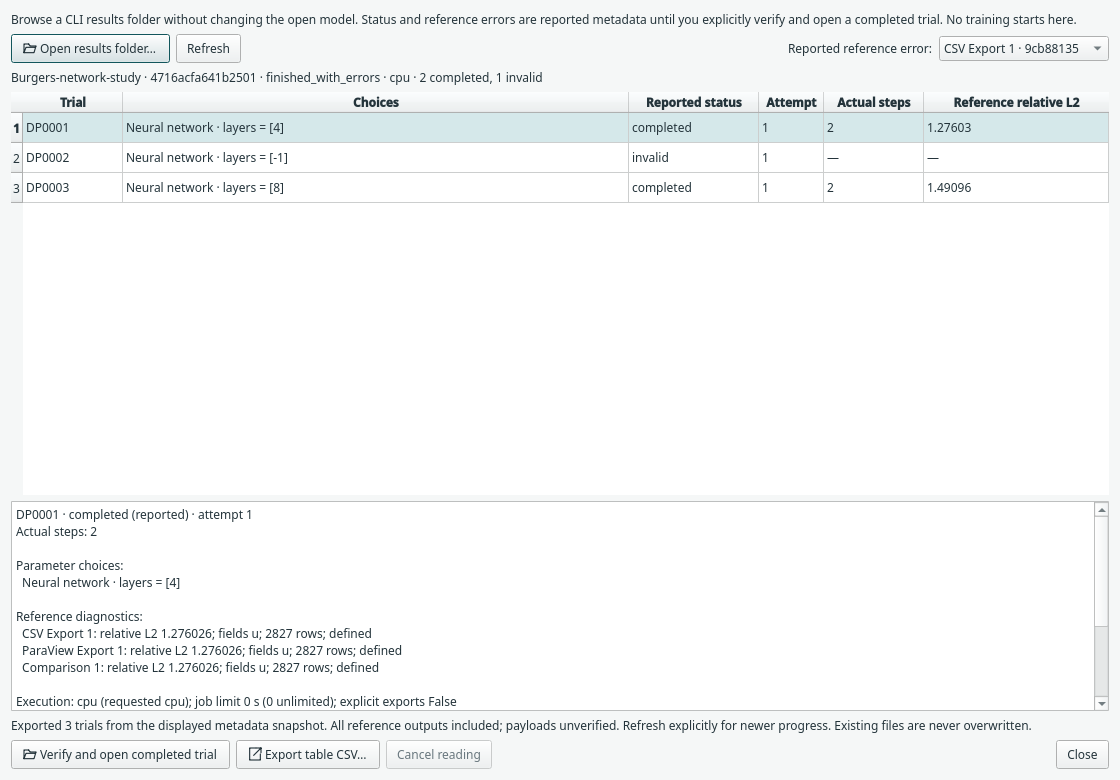 Browse a CLI results folder without changing the open model. Status and reference errors are reported metadata until you explicitly verify and open a completed trial. No training starts here.
Open results folder... Refresh Reported reference error: CSV Export 1 · 9cb88135
Burgers-network-study · 4716acfa641b2501 · finished_with_errors · cpu · 2 completed, 1 invalid
Trial Choices Reported status Attempt Actual steps Reference relative L2
1 DP0001 Neural network · layers = [4] completed 1 2 1.27603
2 DP0002 Neural network · layers = [-1] invalid 1 — —
3 DP0003 Neural network · layers = [8] completed 1 2 1.49096
DP0001 · completed (reported) · attempt 1
Actual steps: 2
Parameter choices:
Neural network · layers = [4]
Reference diagnostics:
CSV Export 1: relative L2 1.276026; fields u; 2827 rows; defined
ParaView Export 1: relative L2 1.276026; fields u; 2827 rows; defined
Comparison 1: relative L2 1.276026; fields u; 2827 rows; defined
Execution: cpu (requested cpu); job limit 0 s (0 unlimited); explicit exports False
Exported 3 trials from the displayed metadata snapshot. All reference outputs included; payloads unverified. Refresh explicitly for newer progress. Existing files are never overwritten.
Verify and open completed trial Export table CSV... Cancel reading Close